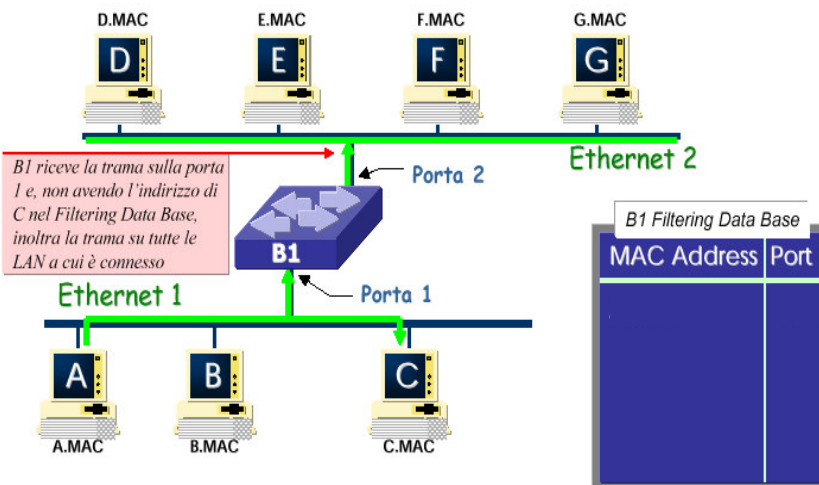 D.MAC
E.MAC
F.MAC
G.MAC
D
E
F
G
B1 riceve la trama sulla porta
1 e, non avendo l'indirizzo di
C nel Filtering Data Base,
inoltra la trama su tutte le
LAN a cui è connesso
Ethernet 2
Porta 2
B1
B1 Filtering Data Base
MAC Address
Port
Ethernet 1
Porta 1
A
B
C
A.MAC
B.MAC
C.MAC